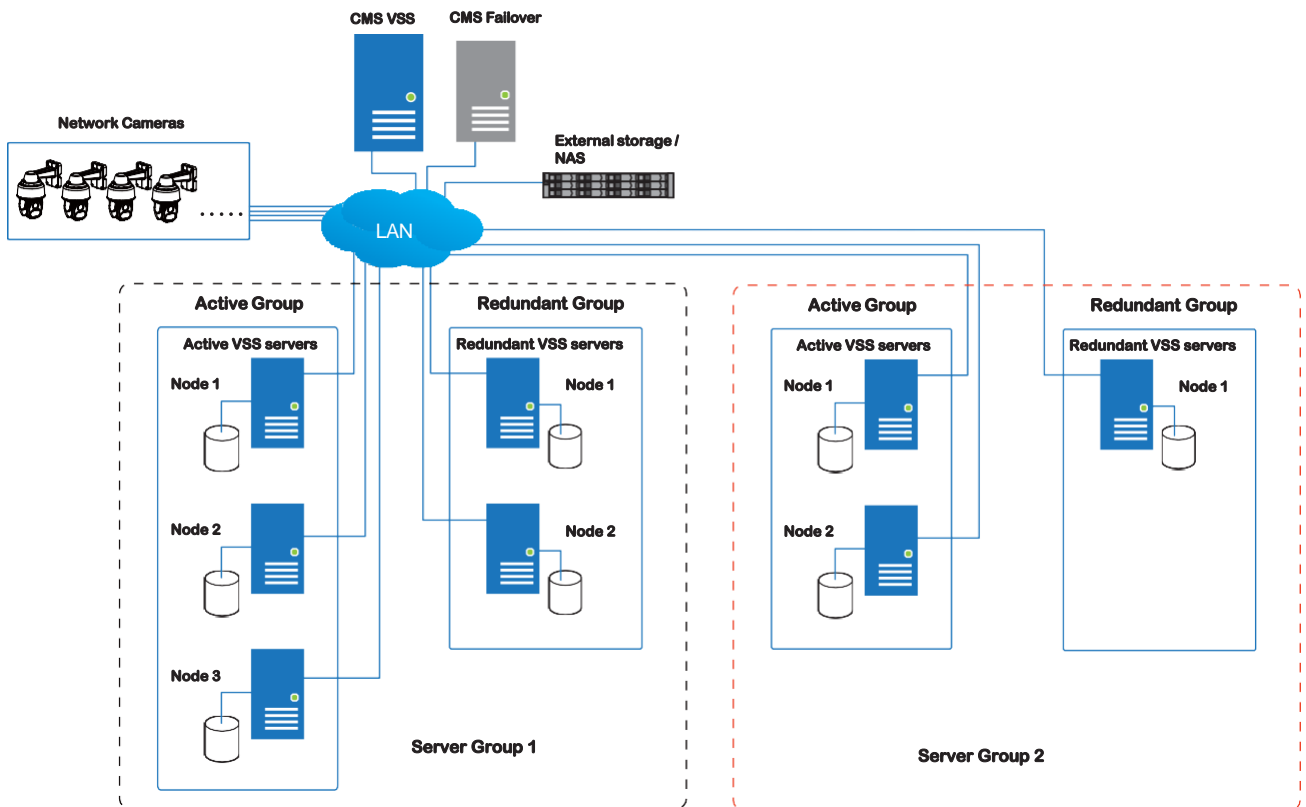 CMS VSS
CMS Failover
Network Cameras
External storage /
NAS
.....
LAN
Active Group
Redundant Group
Active VSS servers
Redundant VSS servers
Node 1
Node 1
Node 2
Node 2
Node 3
Server Group 1
Active Group
Redundant Group
Active VSS servers
Redundant VSS servers
Node 1
Node 1
Node 2
Server Group 2